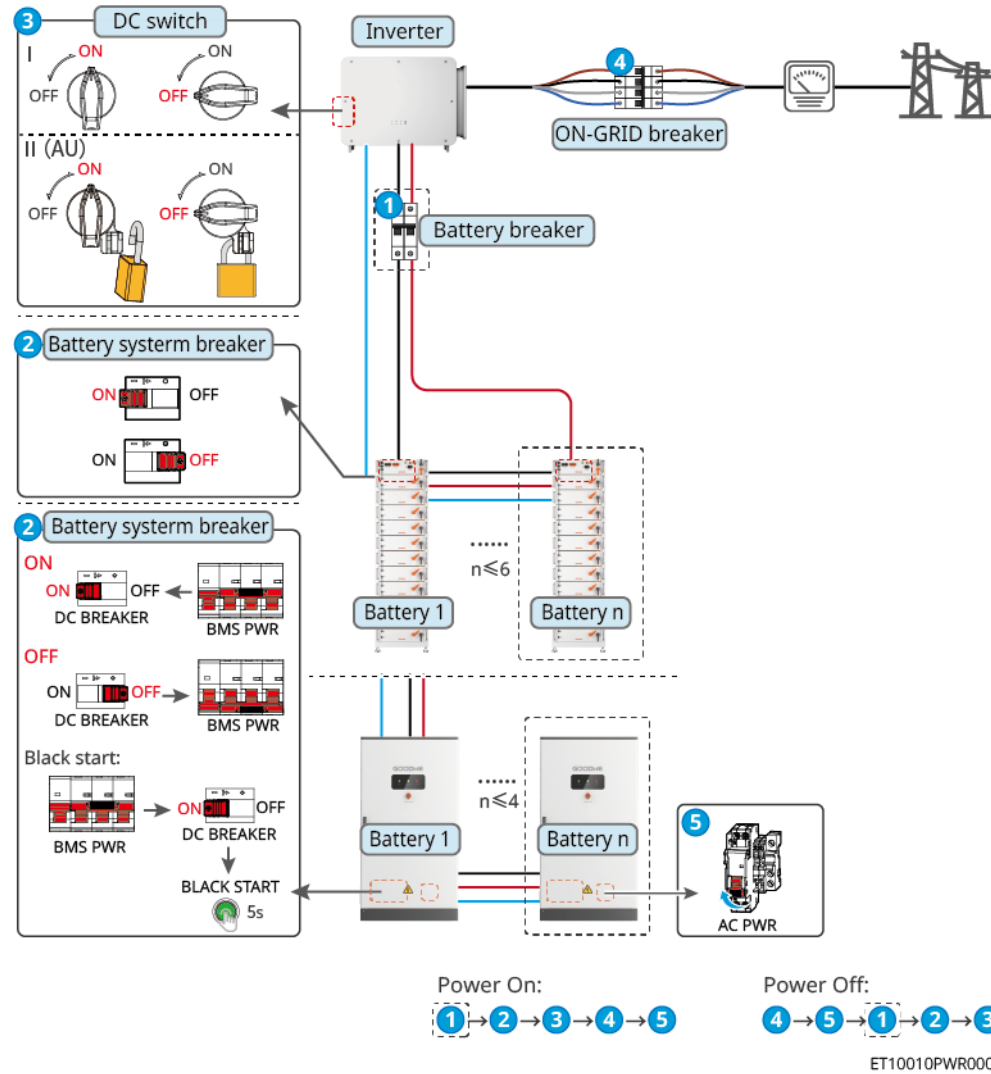 3 DC switch
I
ON
OFF
ON
OFF
II (AU)
ON
OFF
ON
OFF
Inverter
4
ON-GRID breaker
1
Battery breaker
2 Battery systerm breaker
ON OFF
ON OFF
n≤6
Battery 1
Battery n
2 Battery systerm breaker
ON
ON OFF
DC BREAKER
BMS PWR
OFF
ON OFF
DC BREAKER
BMS PWR
Black start:
BMS PWR
ON OFF
DC BREAKER
BLACK START
5s
GOODWE
GOODWE
n≤4
Battery 1
Battery n
5
AC PWR
Power On:
1→2→3→4→5
Power Off:
4→5→1→2→3
ET10010PWR000